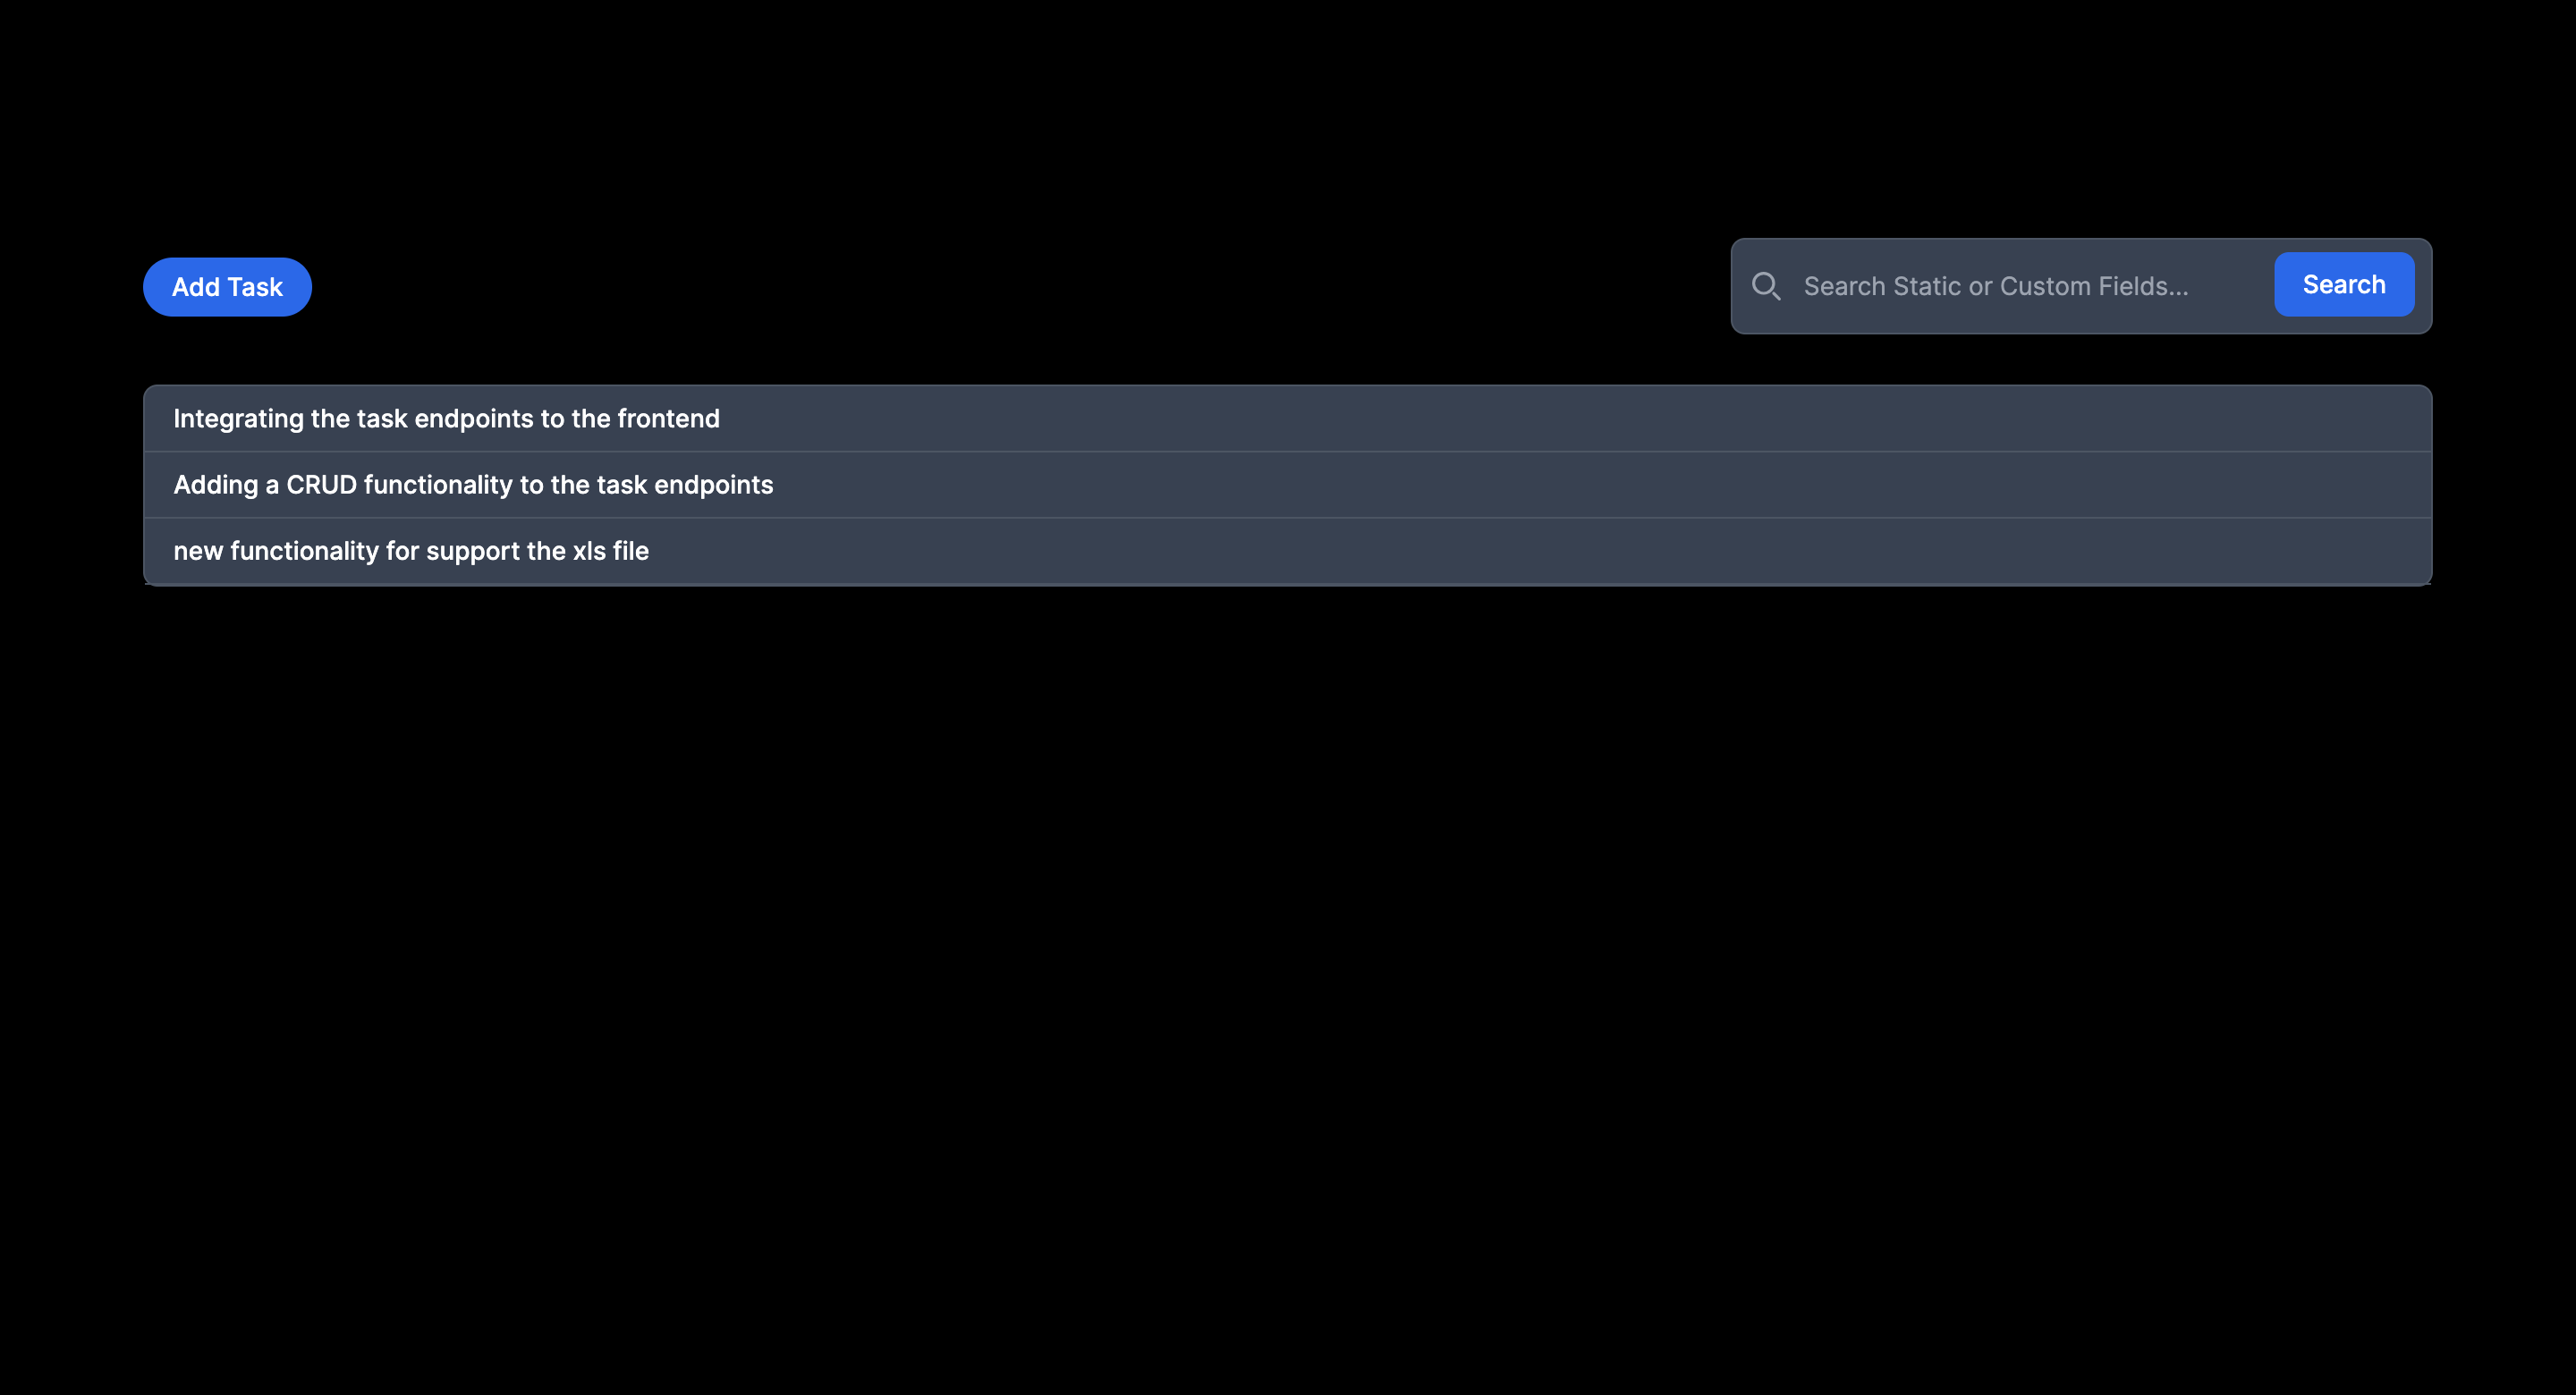 Add Task
Search Static or Custom Fields...
Search
Integrating the task endpoints to the frontend
Adding a CRUD functionality to the task endpoints
new functionality for support the xls file